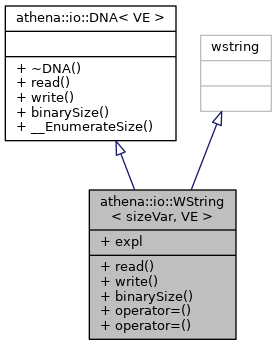 athena::io::DNA< VE >
+ ~DNA()
+ read()
+ write()
+ binarySize()
+ __EnumerateSize()
wstring
athena::io::WString
< sizeVar, VE >
+ expl
+ read()
+ write()
+ binarySize()
+ operator=()
+ operator=()